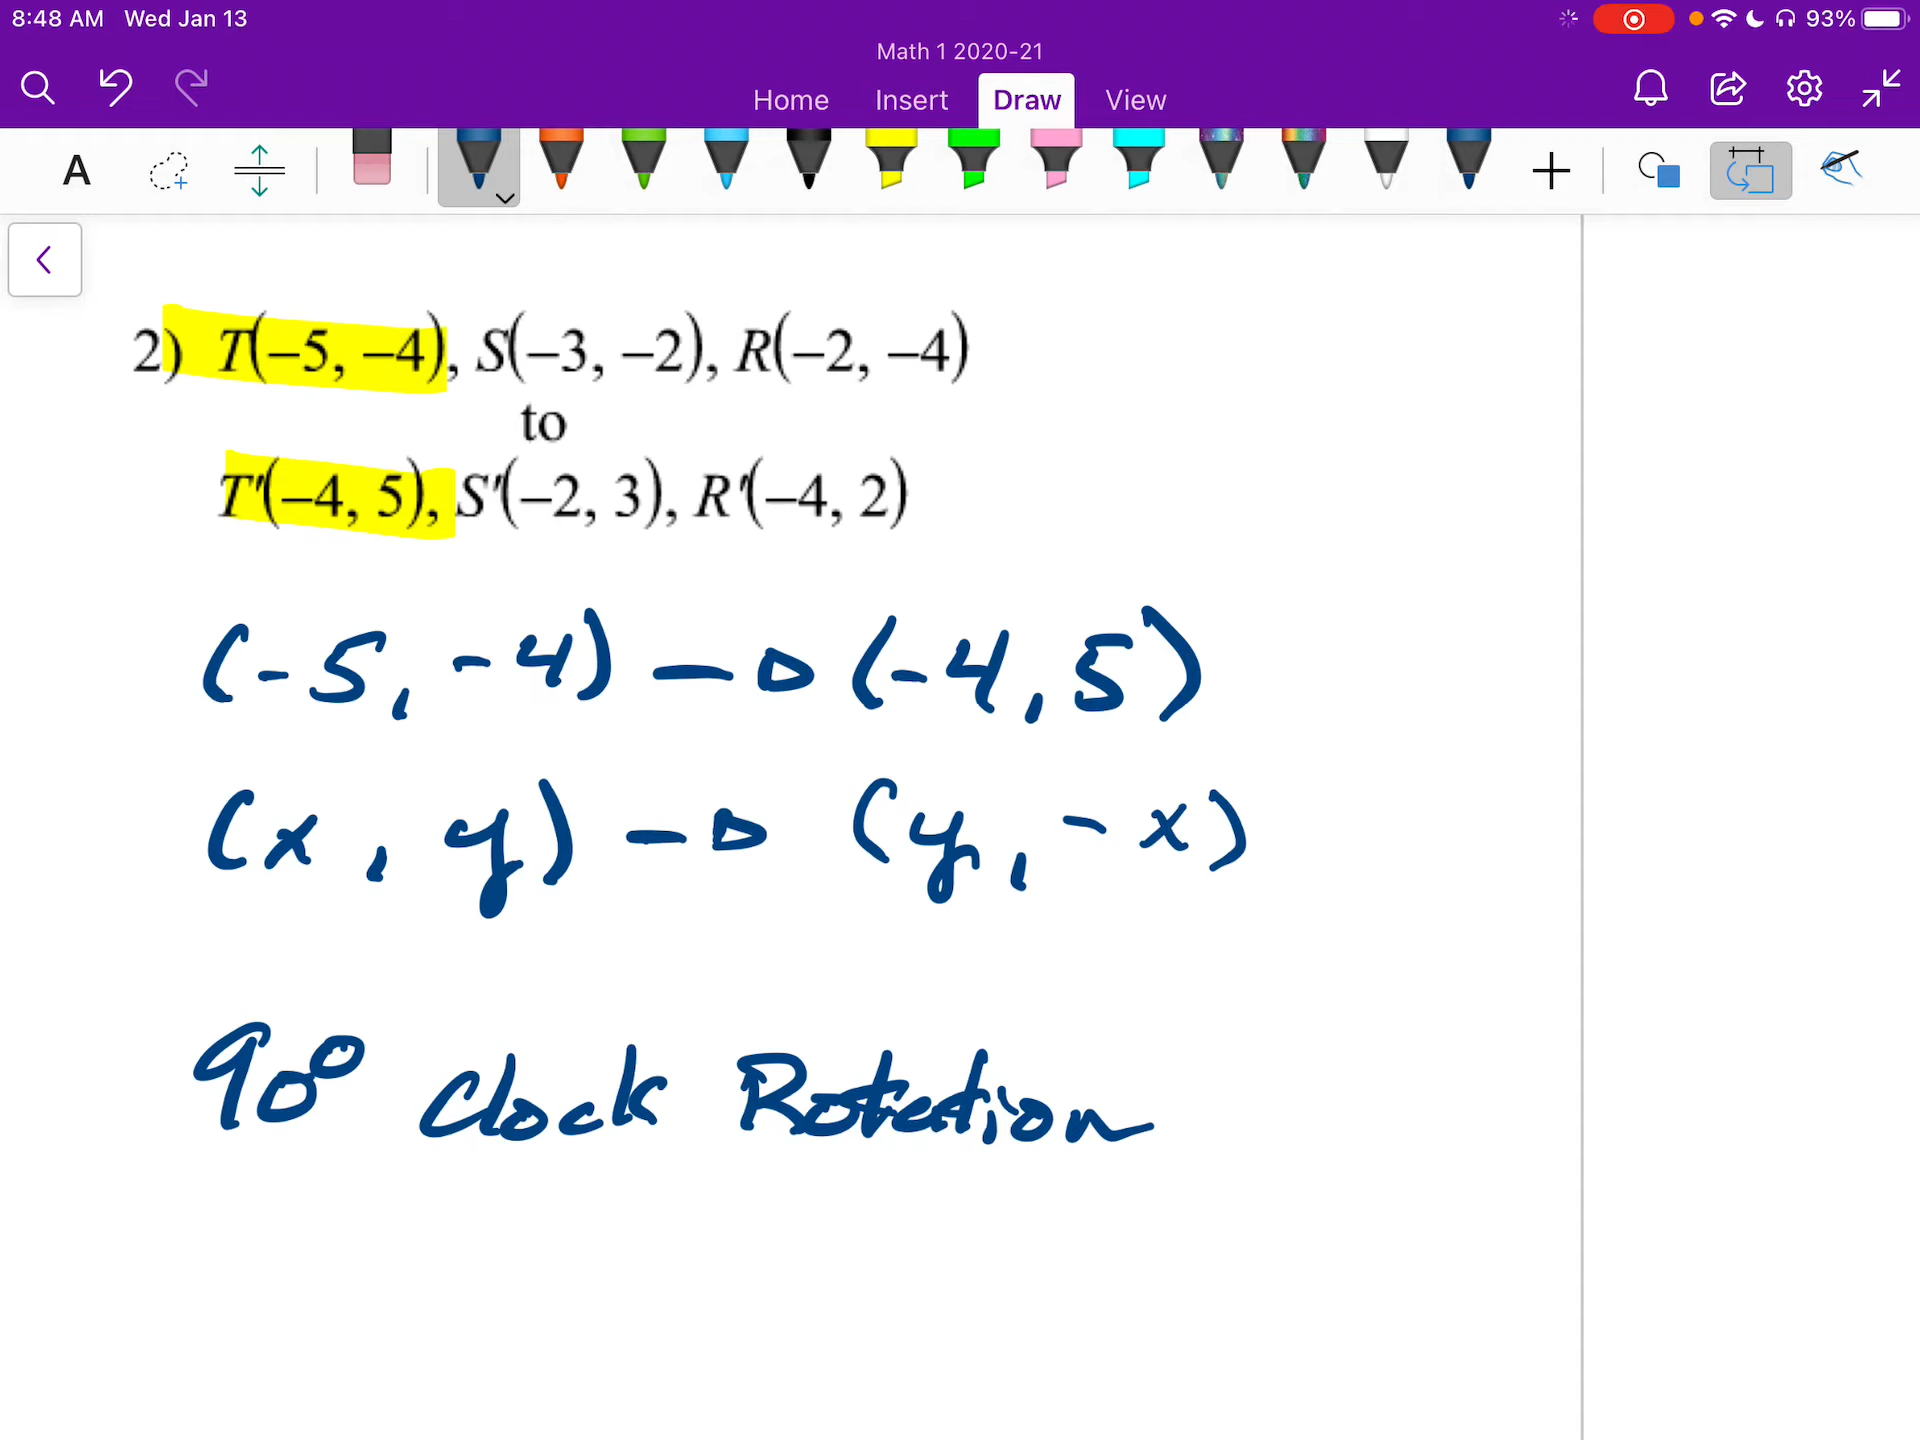 8:48 AM Wed Jan 13
93%
Math 1 2020-21
Home Insert Draw View
A
2) T(−5, −4), S(−3, −2), R(−2, −4)
to
T'(−4, 5), S'(−2, 3), R'(−4, 2)
(-5, -4) → (-4, 5)
(x, y) → (y, -x)
90° Clock Rotation